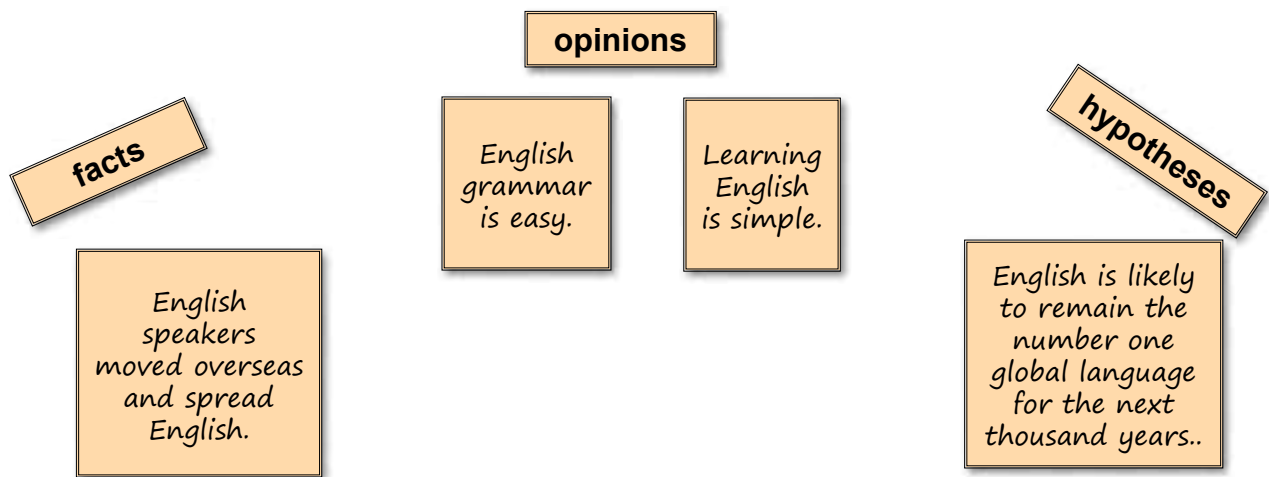 opinions
facts
hypotheses
English
grammar
is easy.
Learning
English
is simple.
English
speakers
moved overseas
and spread
English.
English is likely
to remain the
number one
global language
for the next
thousand years..